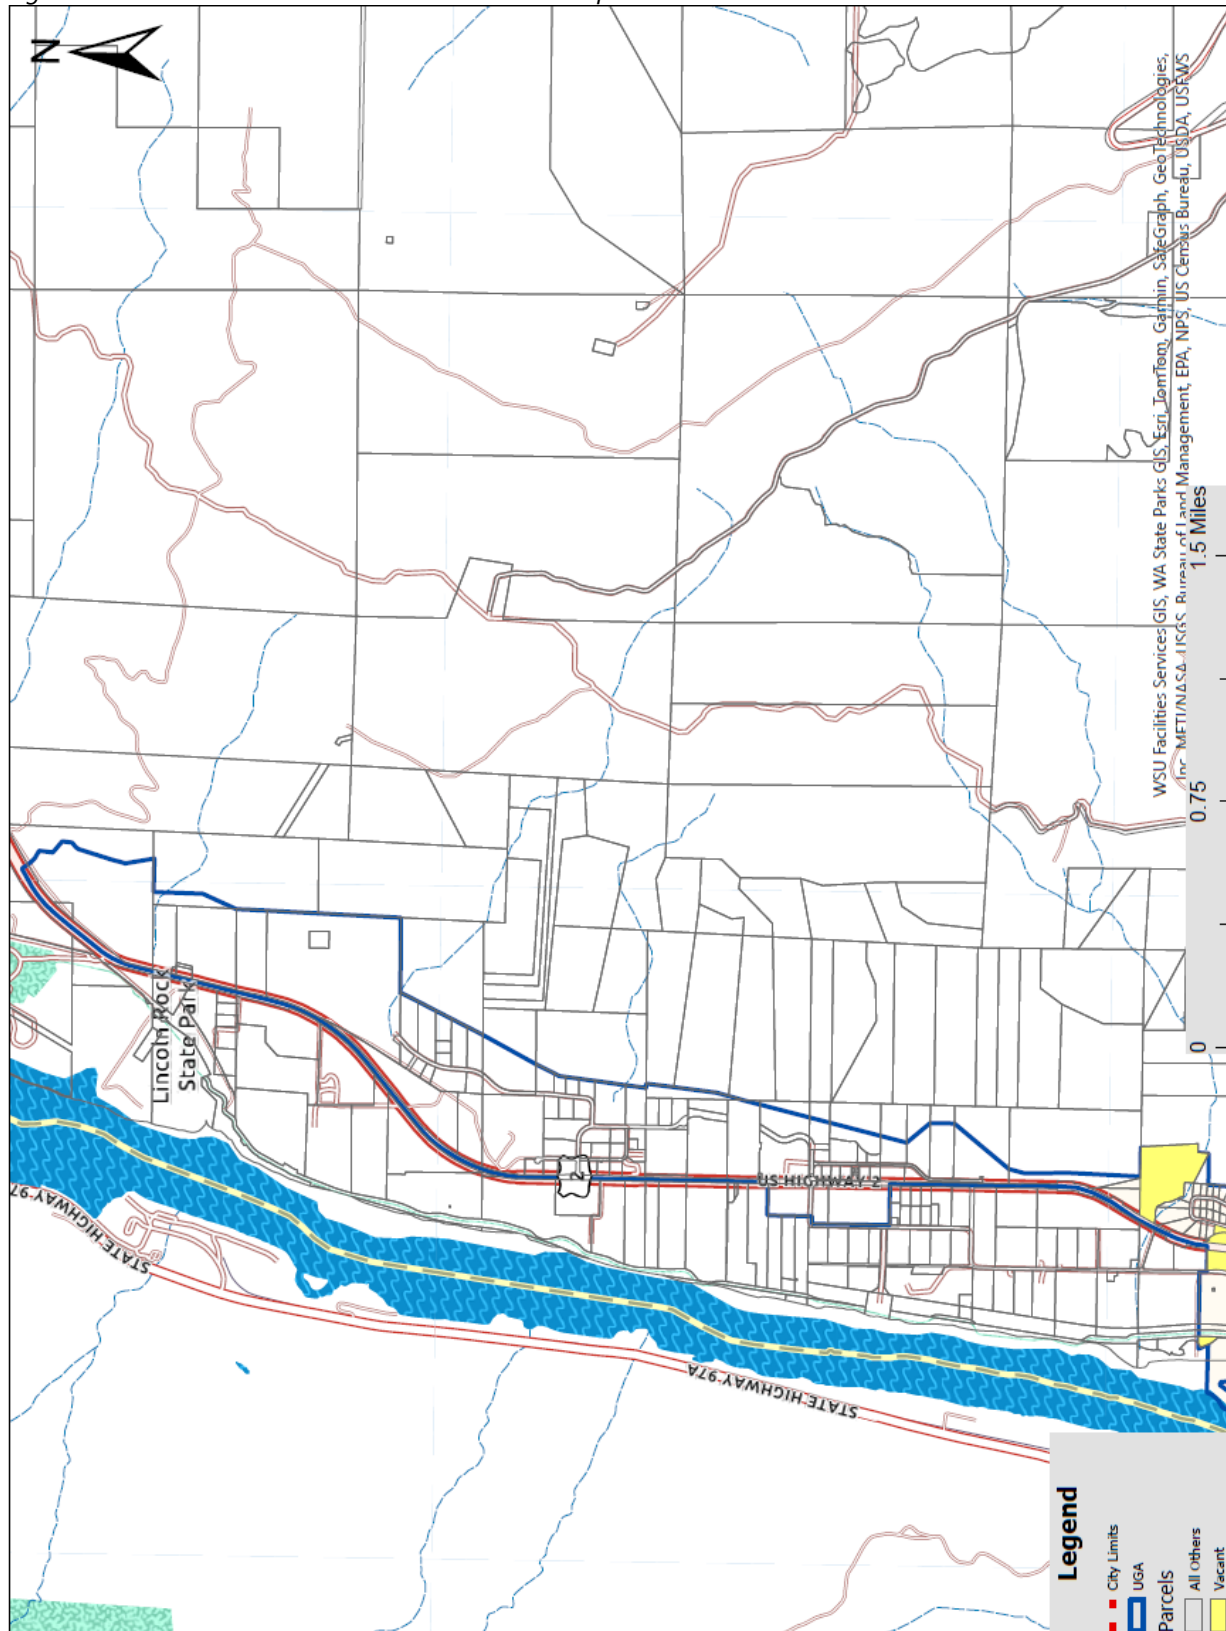 N
Lincoln Rock
State Park
STATE HIGHWAY 97
2
US HIGHWAY 2
STATE HIGHWAY 97A
WSU Facilities Services GIS, WA State Parks GIS, Esri, TomTom, Garmin, SafeGraph, GeoTechnologies,
Inc, METI/NASA, USGS, Bureau of Land Management, EPA, NPS, US Census Bureau, USDA, USFWS
0 0.75 1.5 Miles
Legend
City Limits
UGA
Parcels
All Others
Vacant